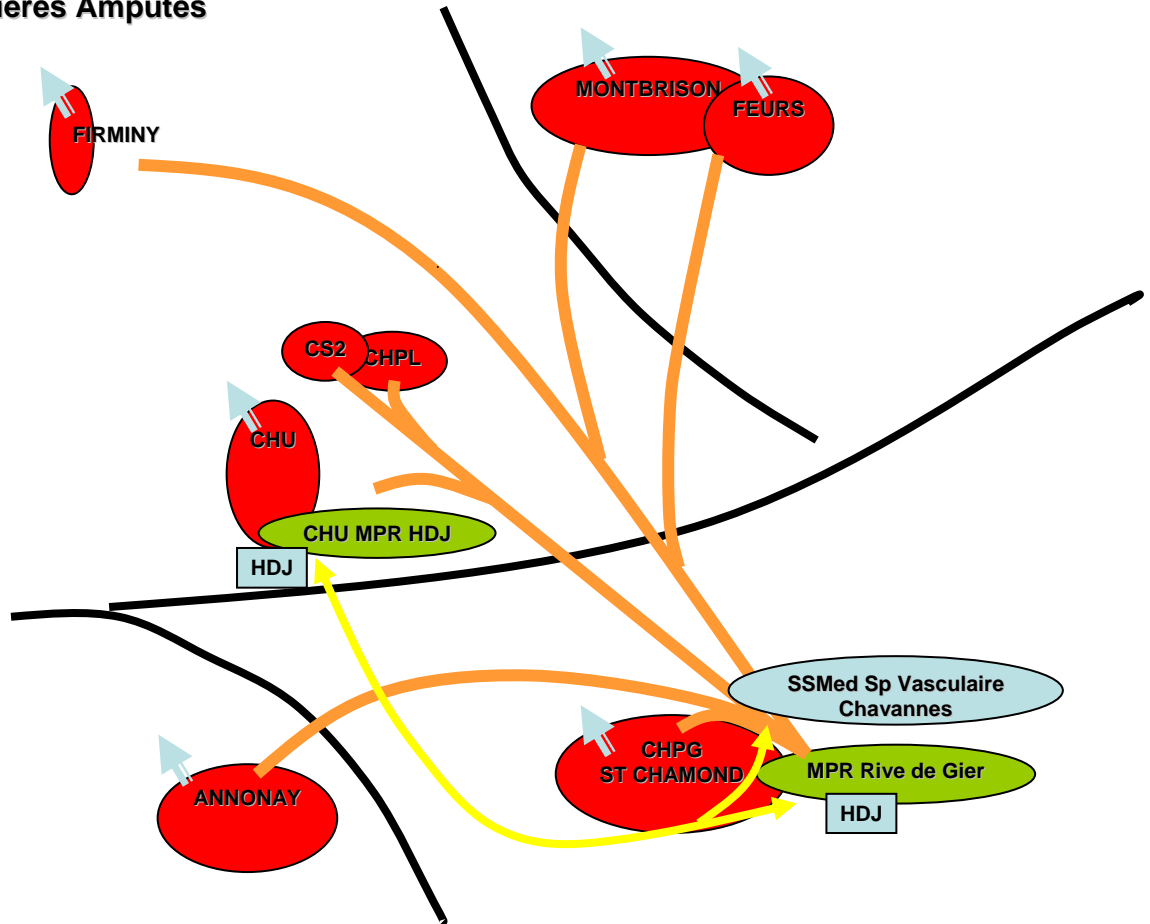 Amputés
MONTBRISON
FEURS
FIRMINY
CS2
CHPL
CHU
CHU MPR HDJ
HDJ
SSMed Sp Vasculaire
Chavannes
CHPG
ST CHAMOND
MPR Rive de Gier
HDJ
ANNONAY